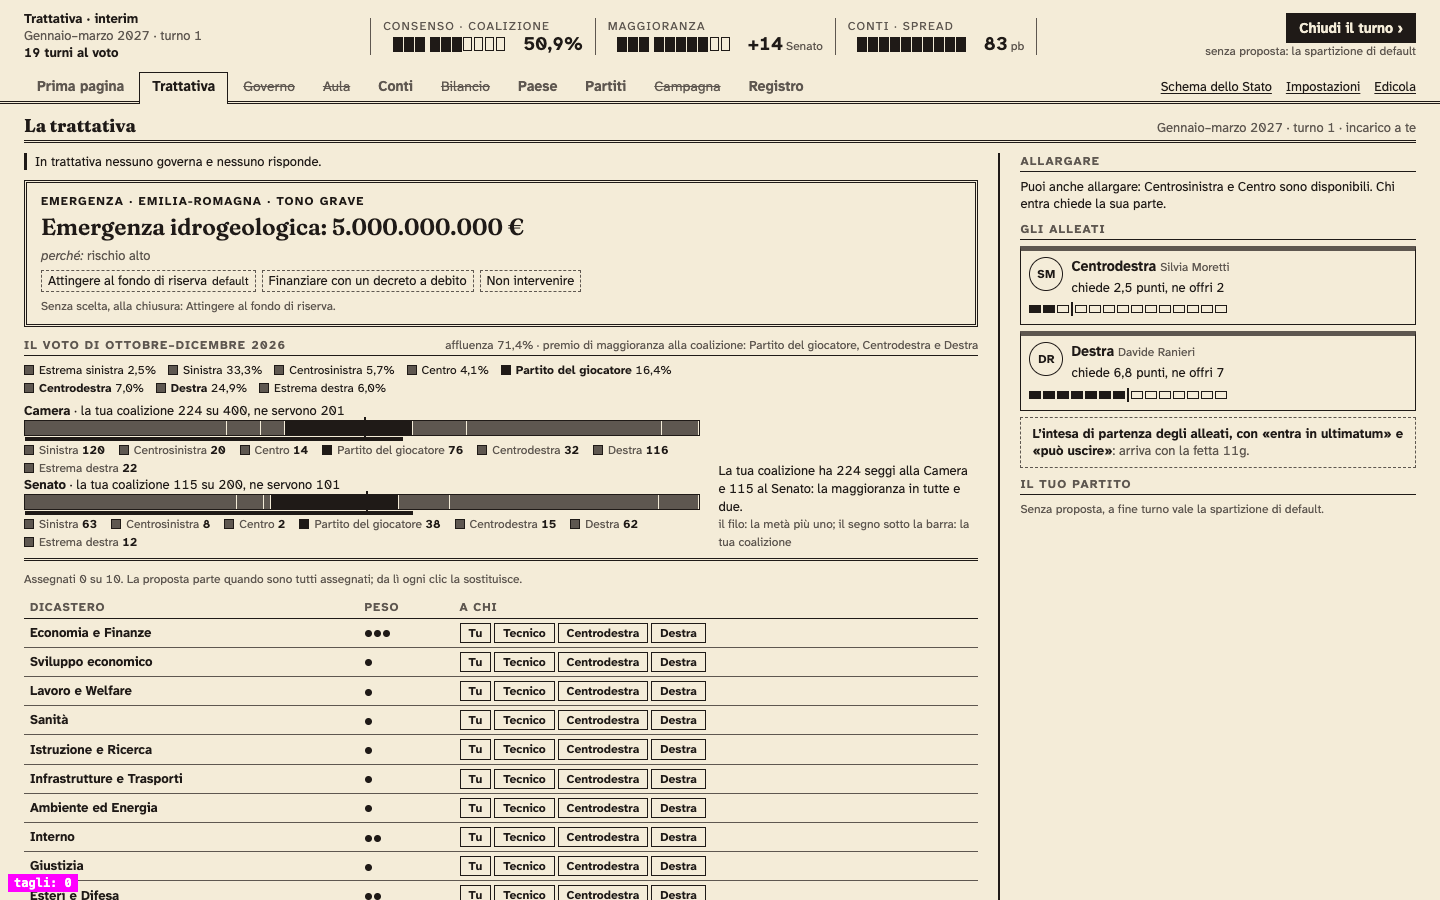 Trattativa · interim
Gennaio–marzo 2027 · turno 1
19 turni al voto
CONSENSO · COALIZIONE
50,9%
MAGGIORANZA
+14 Senato
CONTI · SPREAD
83 pb
Chiudi il turno ›
senza proposta: la spartizione di default
Prima pagina Trattativa Governo Aula Conti Bilancio Paese Partiti Campagna Registro
Schema dello Stato Impostazioni Edicola
La trattativa
Gennaio–marzo 2027 · turno 1 · incarico a te
In trattativa nessuno governa e nessuno risponde.
EMERGENZA · EMILIA-ROMAGNA · TONO GRAVE
Emergenza idrogeologica: 5.000.000.000 €
perché: rischio alto
Attingere al fondo di riserva default Finanziare con un decreto a debito Non intervenire
Senza scelta, alla chiusura: Attingere al fondo di riserva.
IL VOTO DI OTTOBRE–DICEMBRE 2026
affluenza 71,4% · premio di maggioranza alla coalizione: Partito del giocatore, Centrodestra e Destra
Estrema sinistra 2,5% Sinistra 33,3% Centrosinistra 5,7% Centro 4,1% Partito del giocatore 16,4%
Centrodestra 7,0% Destra 24,9% Estrema destra 6,0%
Camera · la tua coalizione 224 su 400, ne servono 201
Sinistra 120 Centrosinistra 20 Centro 14 Partito del giocatore 76 Centrodestra 32 Destra 116
Estrema destra 22
Senato · la tua coalizione 115 su 200, ne servono 101
Sinistra 63 Centrosinistra 8 Centro 2 Partito del giocatore 38 Centrodestra 15 Destra 62
Estrema destra 12
La tua coalizione ha 224 seggi alla Camera
e 115 al Senato: la maggioranza in tutte e
due.
il filo: la metà più uno; il segno sotto la barra: la
tua coalizione
Assegnati 0 su 10. La proposta parte quando sono tutti assegnati; da lì ogni clic la sostituisce.
DICASTERO PESO A CHI
Economia e Finanze ●●● Tu Tecnico Centrodestra Destra
Sviluppo economico ● Tu Tecnico Centrodestra Destra
Lavoro e Welfare ● Tu Tecnico Centrodestra Destra
Sanità ● Tu Tecnico Centrodestra Destra
Istruzione e Ricerca ● Tu Tecnico Centrodestra Destra
Infrastrutture e Trasporti ● Tu Tecnico Centrodestra Destra
Ambiente ed Energia ● Tu Tecnico Centrodestra Destra
Interno ●● Tu Tecnico Centrodestra Destra
Giustizia ● Tu Tecnico Centrodestra Destra
Esteri e Difesa ●● Tu Tecnico Centrodestra Destra
tagli: 0
ALLARGARE
Puoi anche allargare: Centrosinistra e Centro sono disponibili. Chi
entra chiede la sua parte.
GLI ALLEATI
SM
Centrodestra Silvia Moretti
chiede 2,5 punti, ne offri 2
DR
Destra Davide Ranieri
chiede 6,8 punti, ne offri 7
L’intesa di partenza degli alleati, con «entra in ultimatum» e
«può uscire»: arriva con la fetta 11g.
IL TUO PARTITO
Senza proposta, a fine turno vale la spartizione di default.